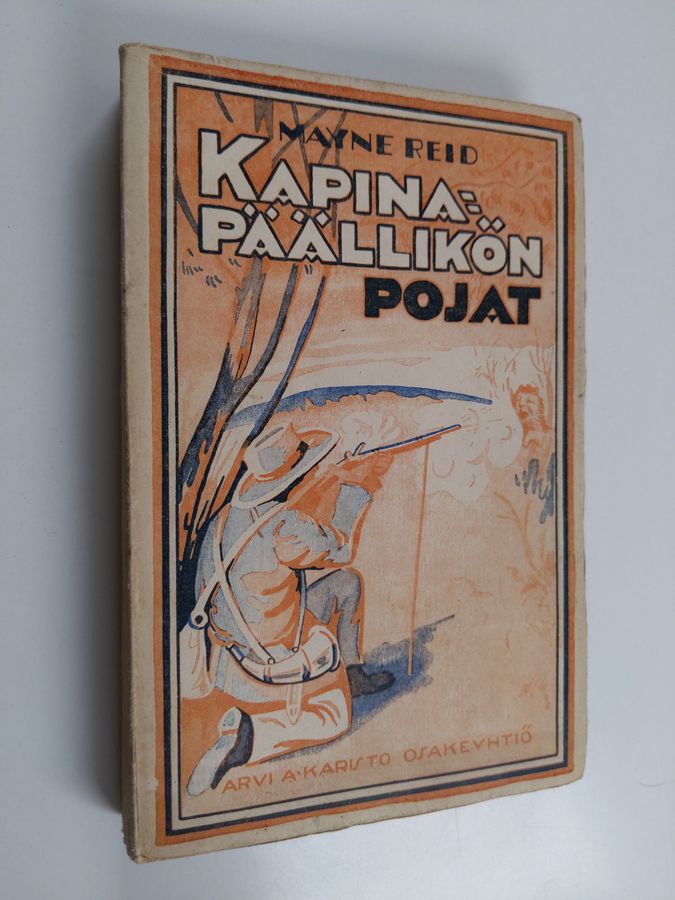 MAYNE REID
KAPINA=
PÄÄLLIKÖN
POJAT
ARVI A·KARISTO OSAKEYHTIÖ